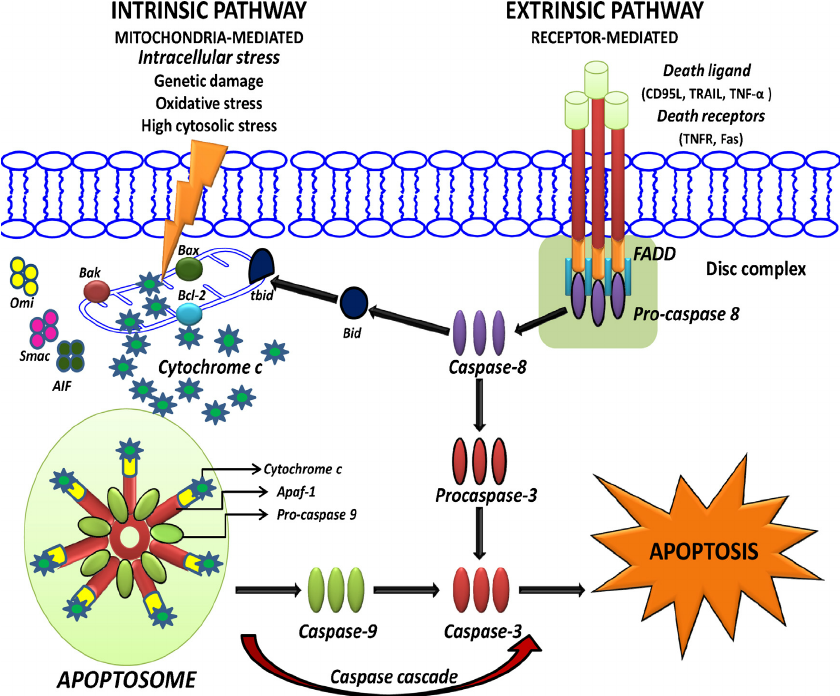 INTRINSIC PATHWAY
MITOCHONDRIA-MEDIATED
Intracellular stress
Genetic damage
Oxidative stress
High cytosolic stress
EXTRINSIC PATHWAY
RECEPTOR-MEDIATED
Death ligand
(CD95L, TRAIL, TNF-α )
Death receptors
(TNFR, Fas)
FADD
Disc complex
Pro-caspase 8
Bax
Bak
Bcl-2
tbid
Bid
Omi
Smac
AIF
Cytochrome c
Caspase-8
Procaspase-3
Cytochrome c
Apaf-1
Pro-caspase 9
APOPTOSIS
Caspase-9
Caspase-3
APOPTOSOME
Caspase cascade